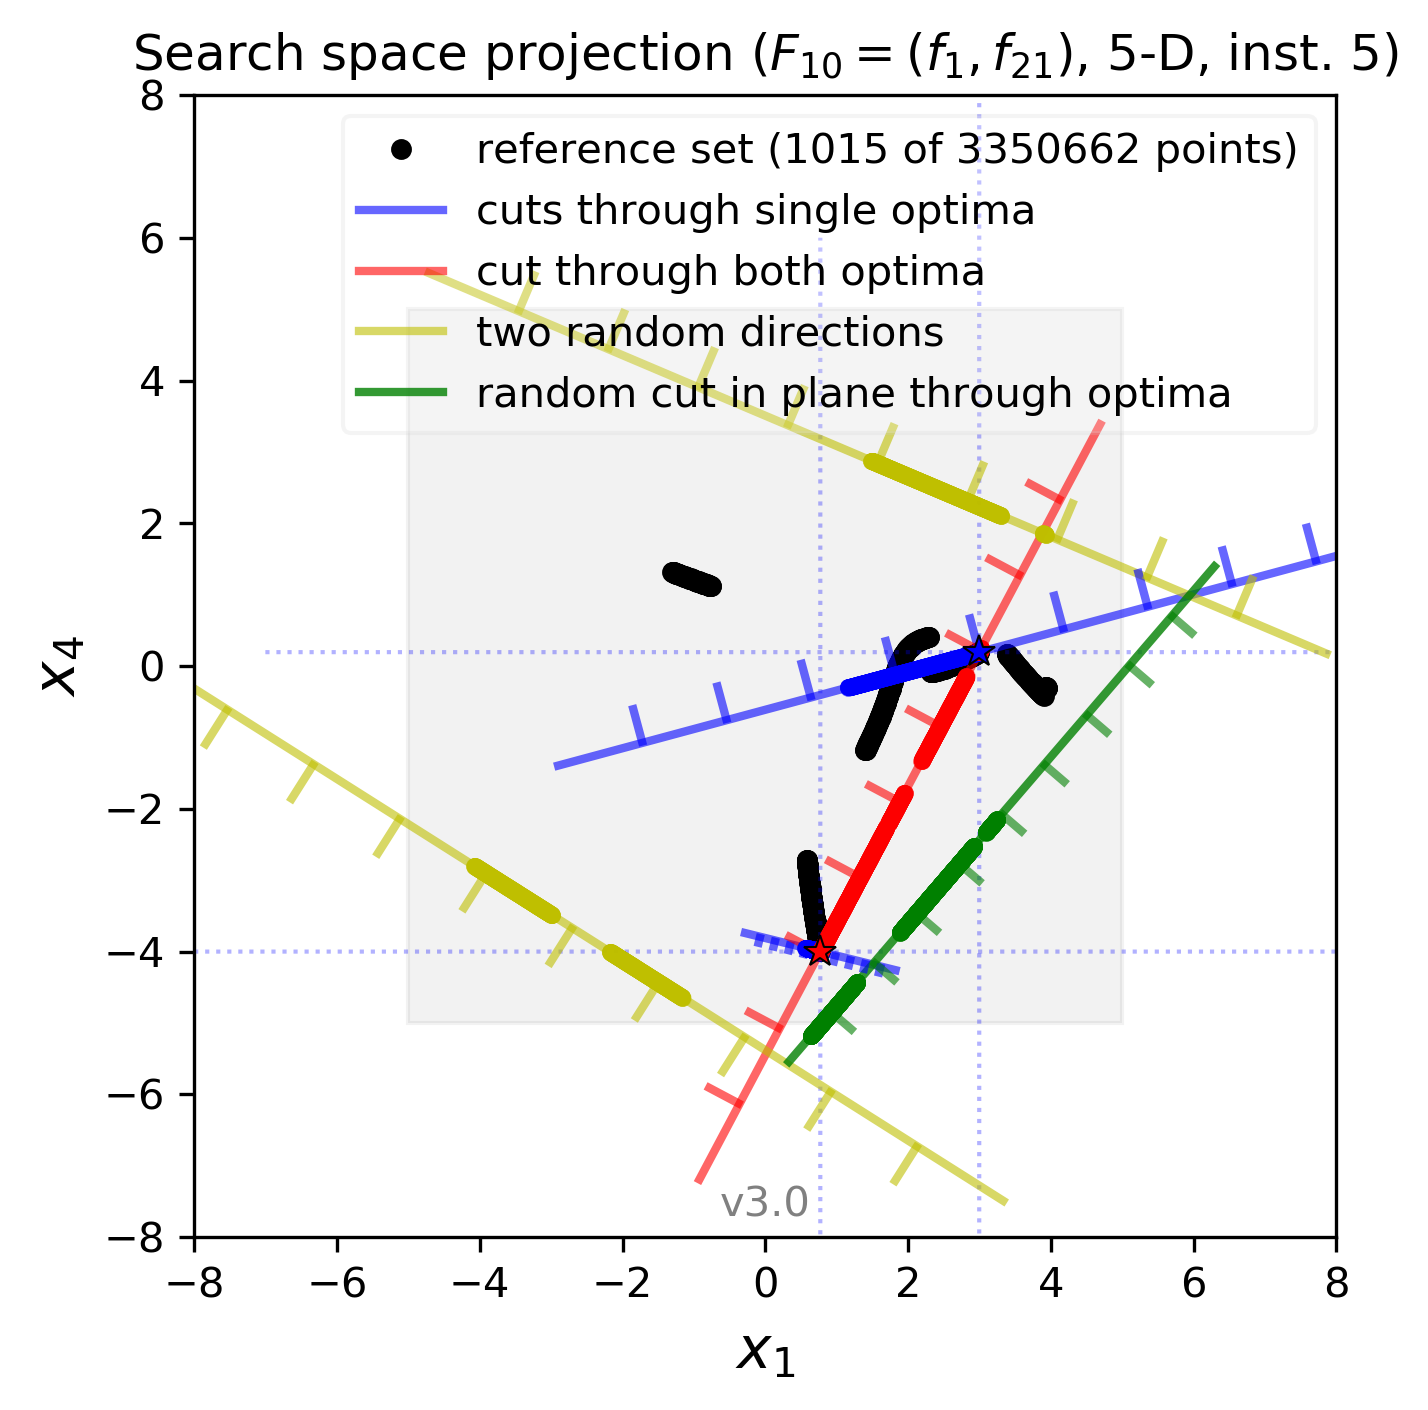 Search space projection (F10 = (f1, f21), 5-D, inst. 5)
8
6
4
2
0
−2
−4
−6
−8
x4
reference set (1015 of 3350662 points)
cuts through single optima
cut through both optima
two random directions
random cut in plane through optima
v3.0
−8 −6 −4 −2 0 2 4 6 8
x1